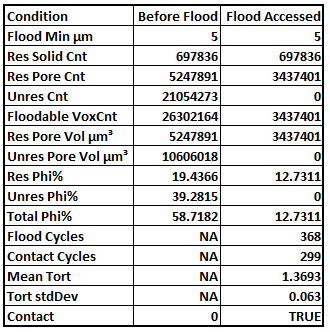 Condition Before Flood Flood Accessed
Flood Min µm 5 5
Res Solid Cnt 697836 697836
Res Pore Cnt 5247891 3437401
Unres Cnt 21054273 0
Floodable VoxCnt 26302164 3437401
Res Pore Vol µm³ 5247891 3437401
Unres Pore Vol µm³ 10606018 0
Res Phi% 19.4366 12.7311
Unres Phi% 39.2815 0
Total Phi% 58.7182 12.7311
Flood Cycles NA 368
Contact Cycles NA 299
Mean Tort NA 1.3693
Tort stdDev NA 0.063
Contact 0 TRUE